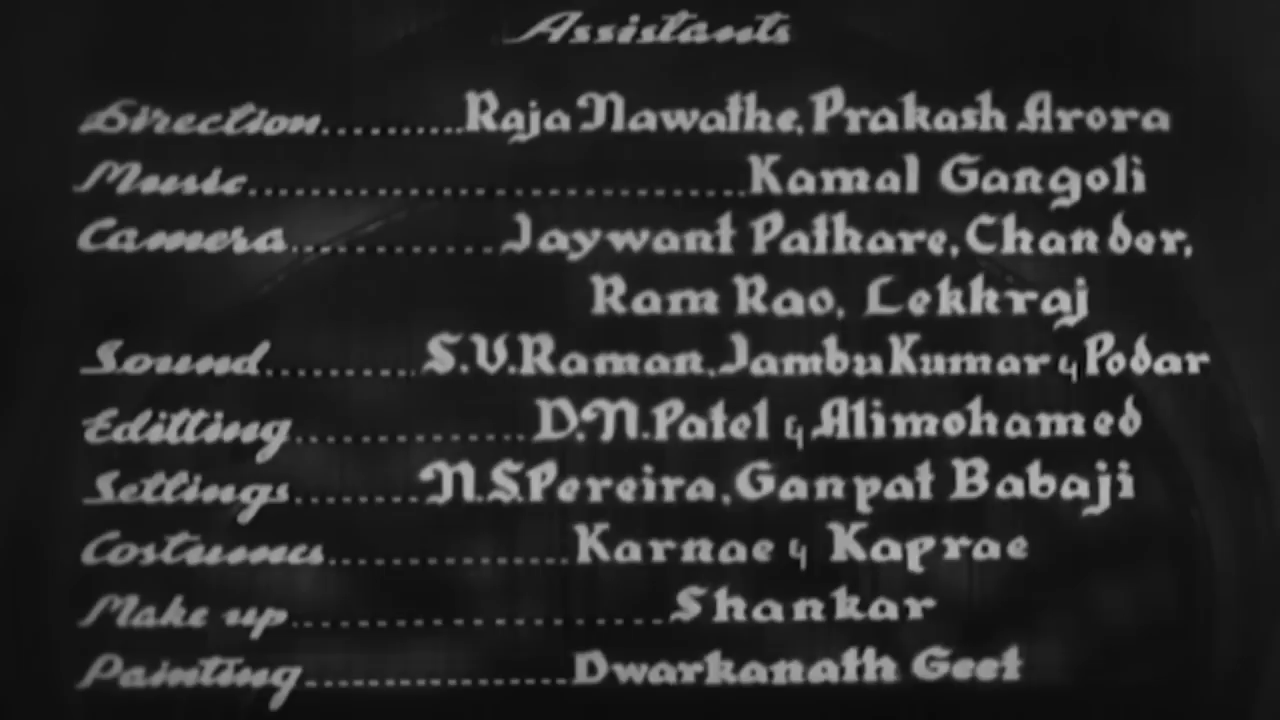 Assistants
Direction..........Raja Nawathe, Prakash Arora
Music...............................Kamal Gangoli
Camera.............Jaywant Pathare, Chander,
Ram Rao, Lekhraj
Sound..........S.V.Raman, Jambu Kumar & Podar
Editting...............D.N.Patel & Alimohamed
Settings........N.S.Pereira, Ganpat Babaji
Costumes...............Karnae & Kaprae
Make up.....................Shankar
Painting.................Dwarkanath Geet